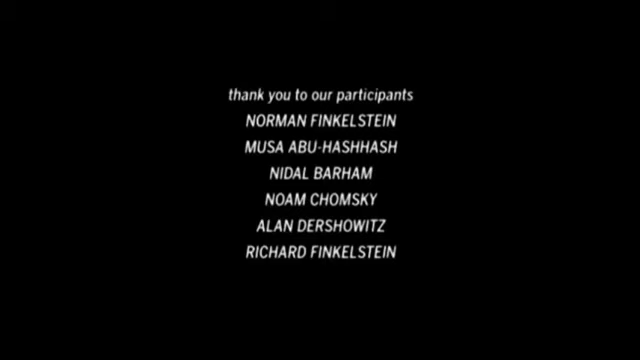 thank you to our participants
NORMAN FINKELSTEIN
MUSA ABU-HASHHASH
NIDAL BARHAM
NOAM CHOMSKY
ALAN DERSHOWITZ
RICHARD FINKELSTEIN